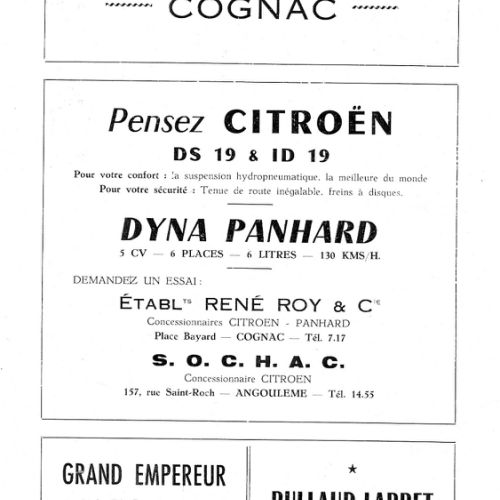 COGNAC
Pensez CITROËN
DS 19 & ID 19
Pour votre confort : la suspension hydropneumatique, la meilleure du monde
Pour votre sécurité : Tenue de route inégalable, freins à disques.
DYNA PANHARD
5 CV — 6 PLACES — 6 LITRES — 130 KMS/H.
DEMANDEZ UN ESSAI :
ÉTABLTS RENÉ ROY & CIE
Concessionnaires CITROEN - PANHARD
Place Bayard — COGNAC — Tél. 7.17
S. O. C. H. A. C.
Concessionnaire CITROEN
157, rue Saint-Roch — ANGOULEME — Tél. 14.55
GRAND EMPEREUR